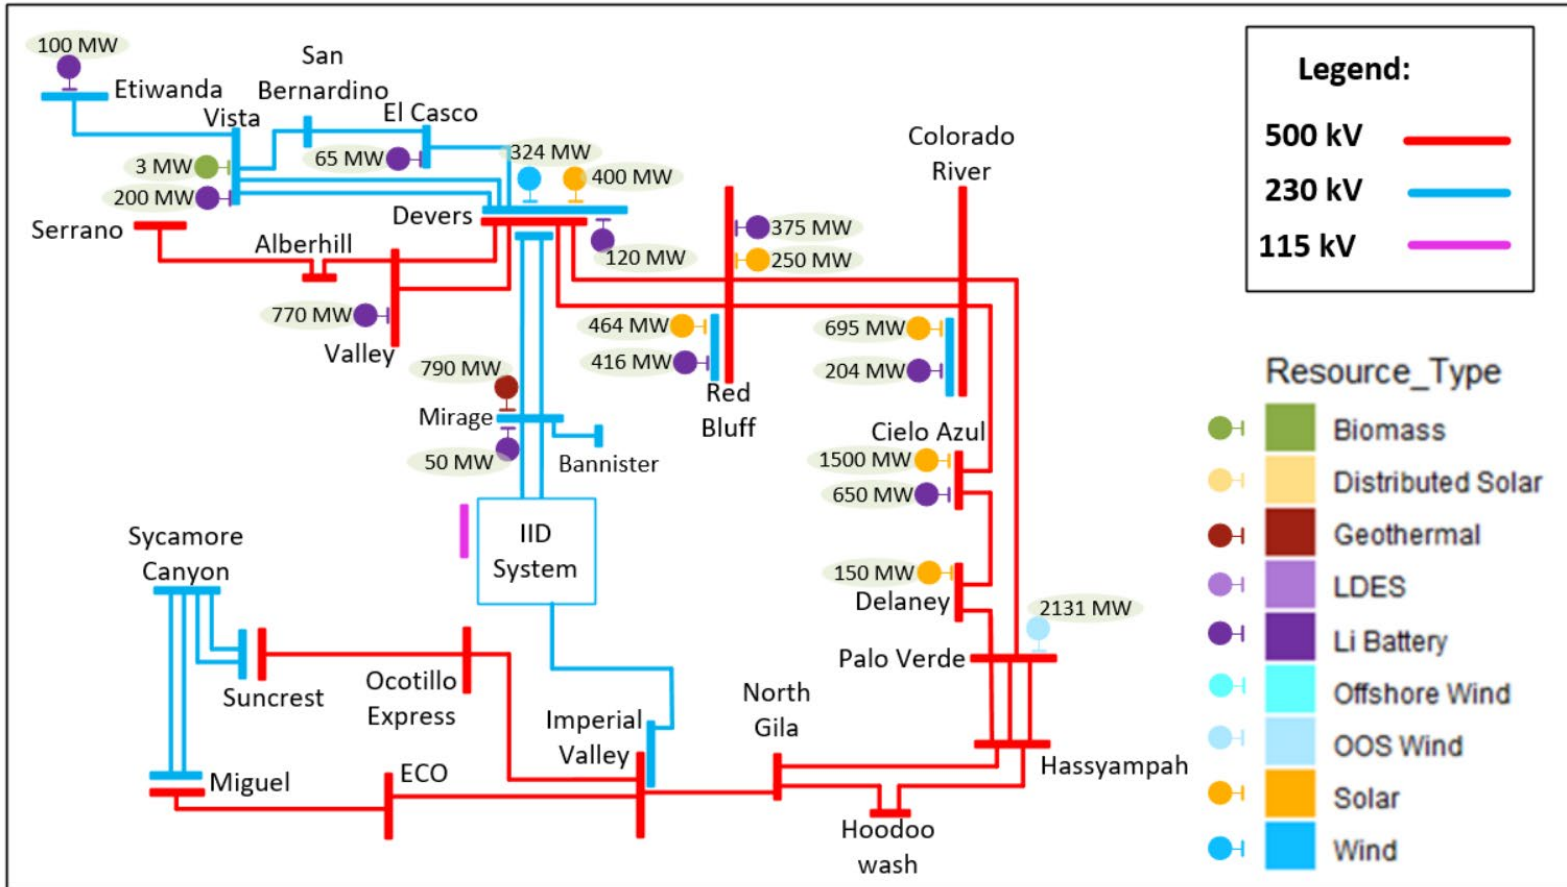 100 MW
Etiwanda
San
Bernardino
Vista
El Casco
3 MW
65 MW
200 MW
324 MW
400 MW
Devers
120 MW
Serrano
Alberhill
770 MW
Valley
Colorado
River
375 MW
250 MW
464 MW
416 MW
Red
Bluff
695 MW
204 MW
790 MW
Mirage
50 MW
Bannister
Cielo Azul
1500 MW
650 MW
150 MW
Delaney
2131 MW
Palo Verde
IID
System
Sycamore
Canyon
Suncrest
Ocotillo
Express
Imperial
Valley
North
Gila
Hassyampah
Miguel
ECO
Hoodoo
wash
Legend:
500 kV
230 kV
115 kV
Resource_Type
Biomass
Distributed Solar
Geothermal
LDES
Li Battery
Offshore Wind
OOS Wind
Solar
Wind